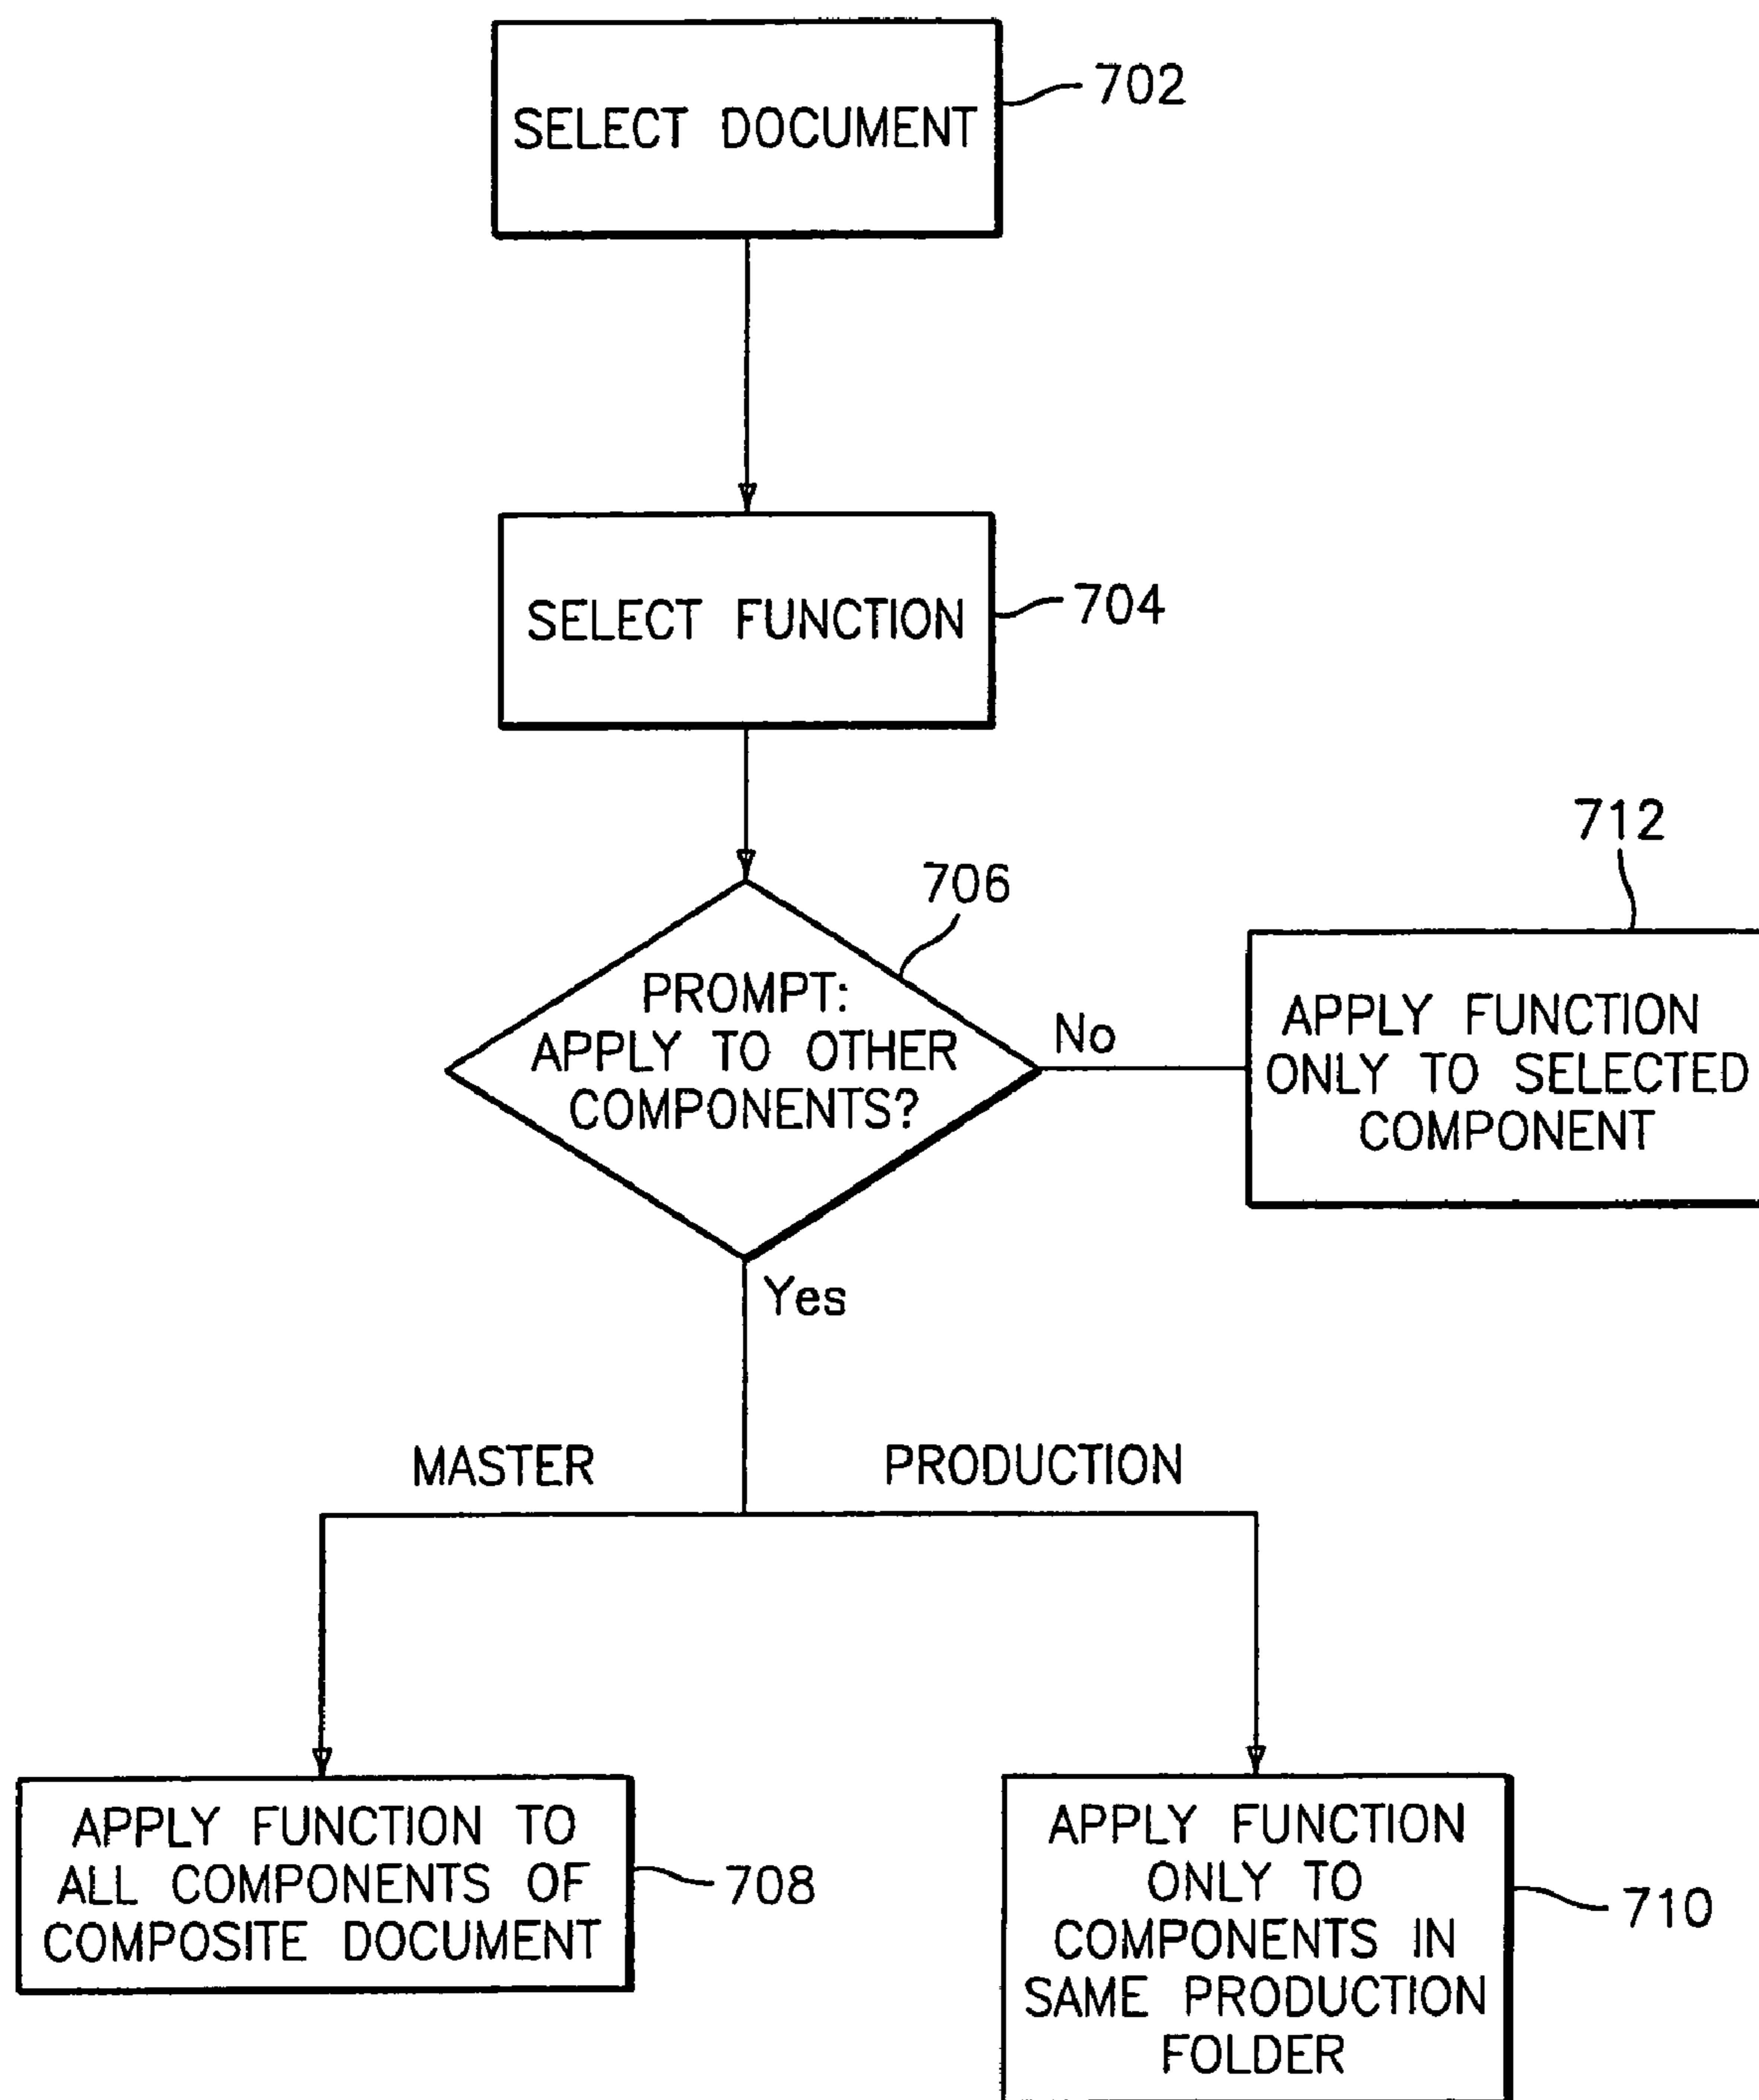 702
SELECT DOCUMENT
704
SELECT FUNCTION
712
706
PROMPT:
APPLY TO OTHER
COMPONENTS?
No
APPLY FUNCTION
ONLY TO SELECTED
COMPONENT
Yes
MASTER
PRODUCTION
APPLY FUNCTION TO
ALL COMPONENTS OF
COMPOSITE DOCUMENT
708
APPLY FUNCTION
ONLY TO
COMPONENTS IN
SAME PRODUCTION
FOLDER
710